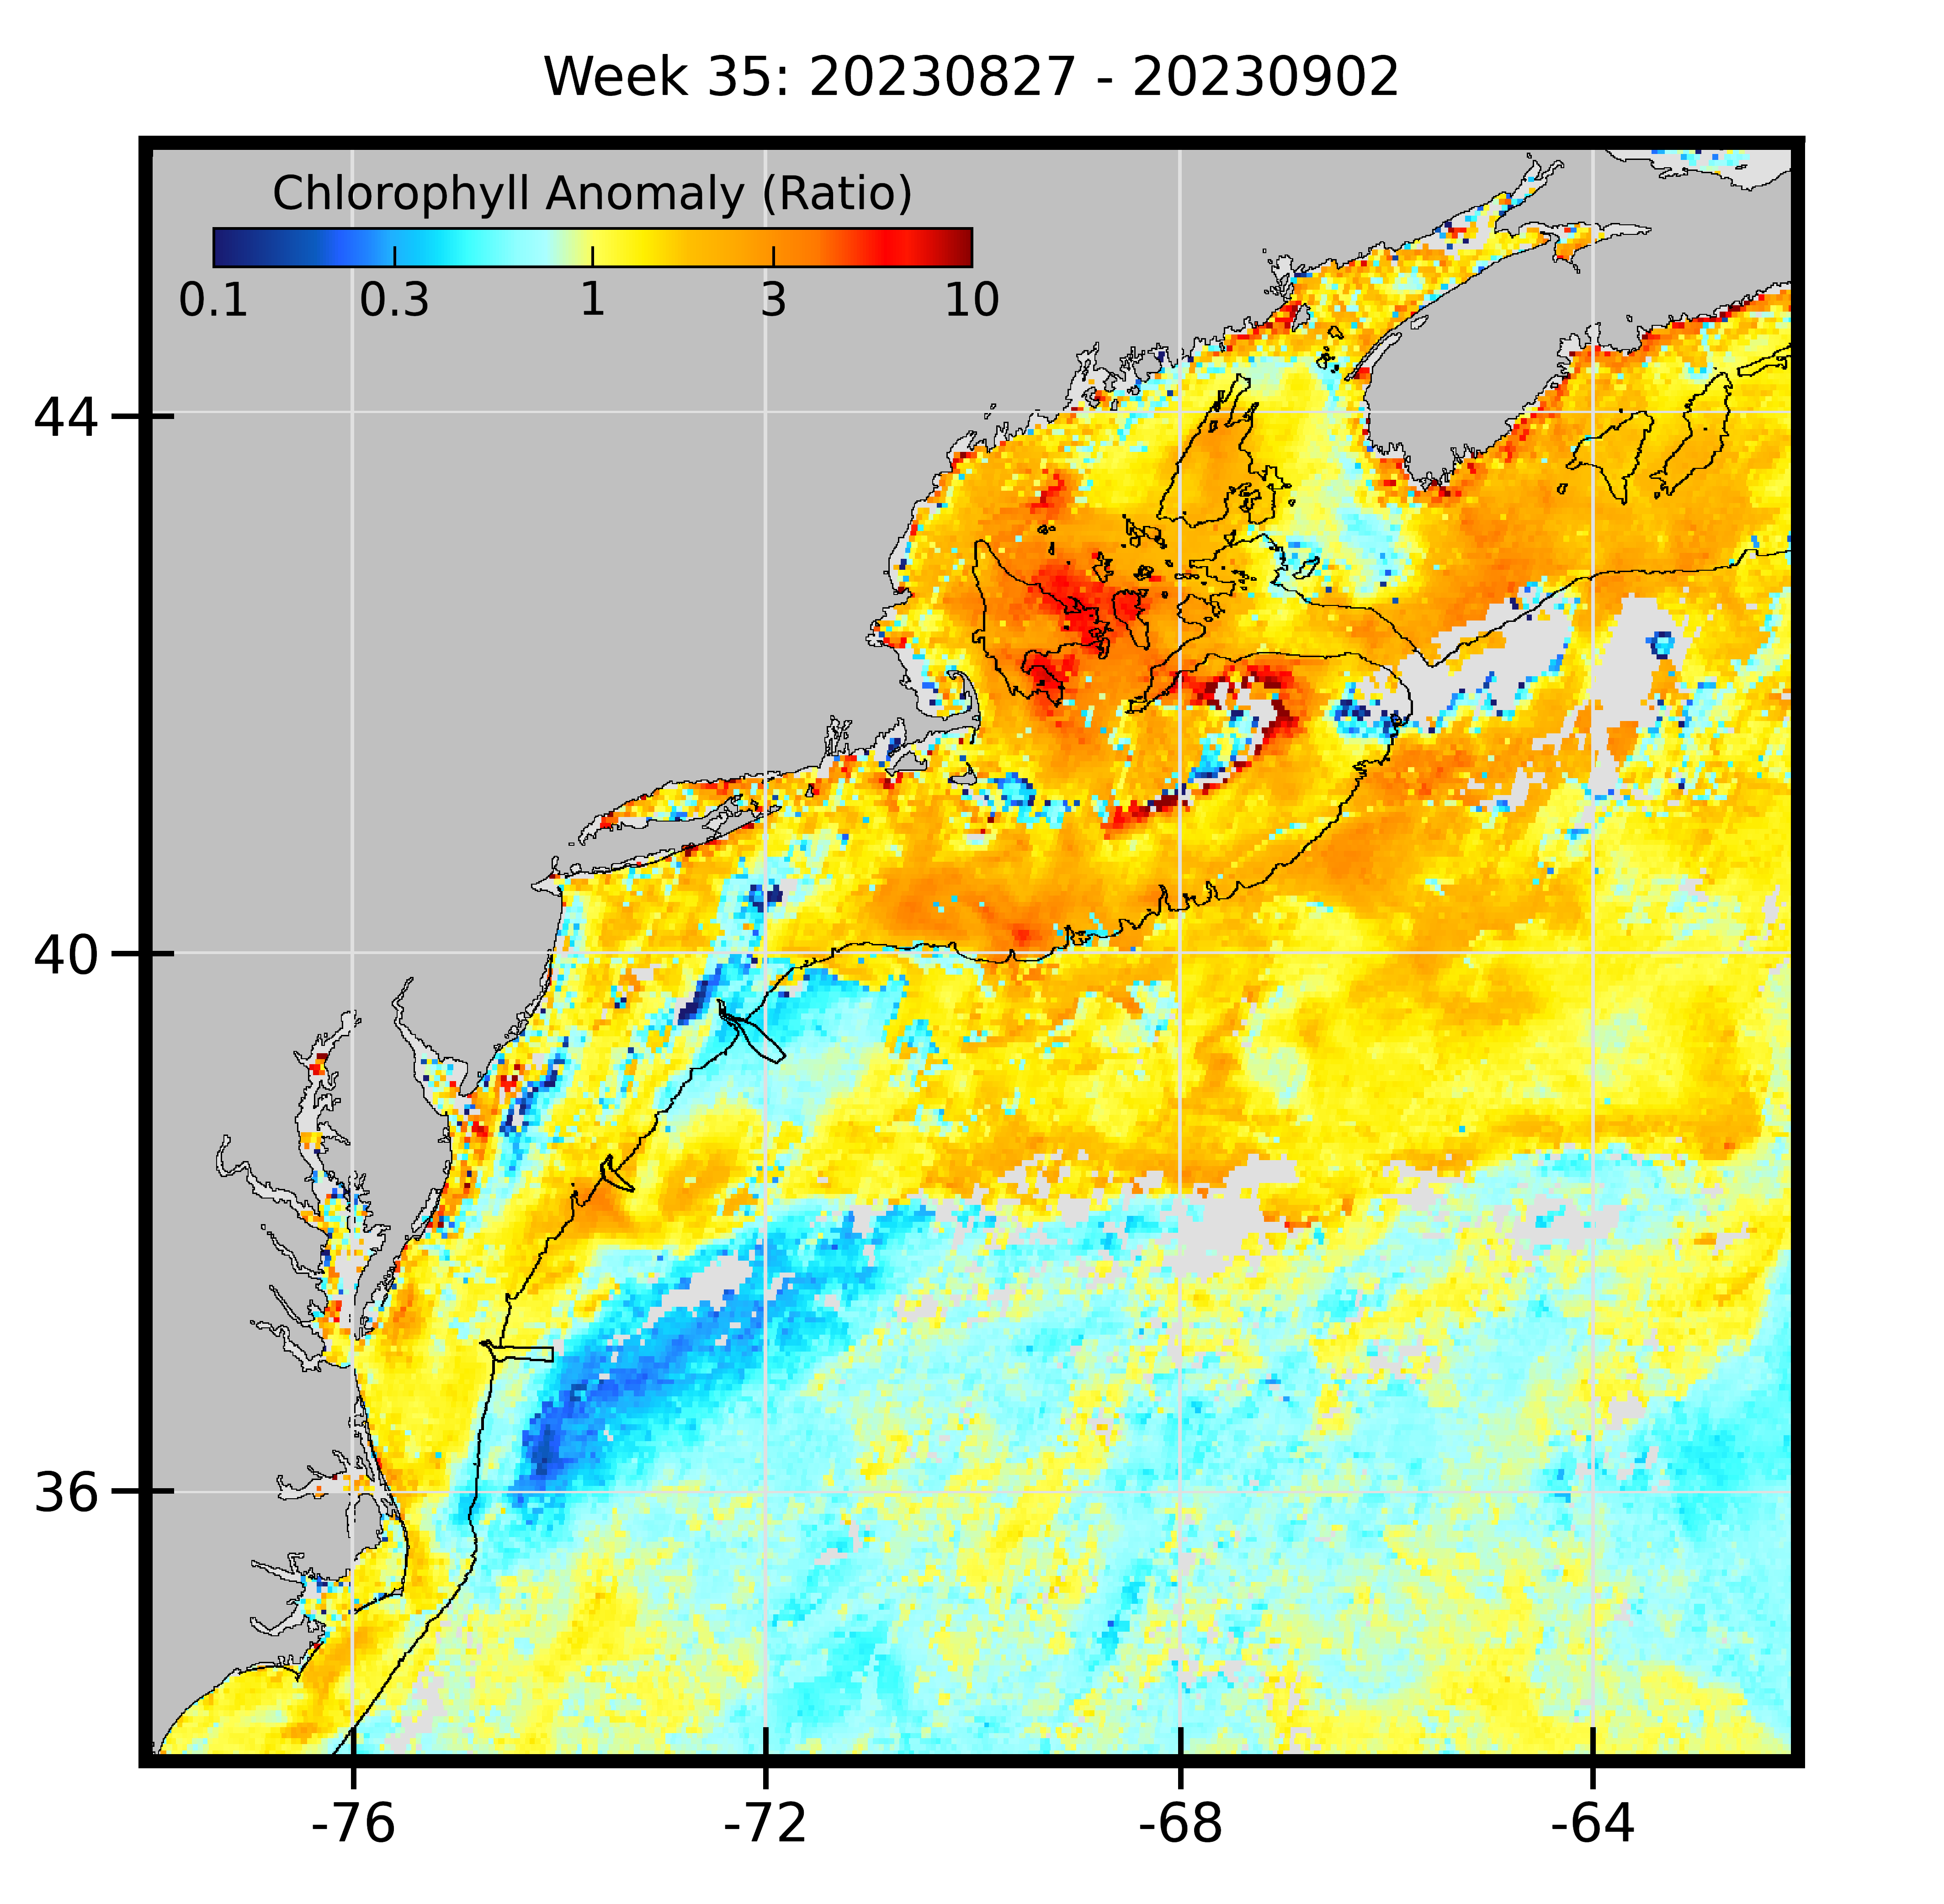 Week 35: 20230827 - 20230902
Chlorophyll Anomaly (Ratio)
0.1 0.3 1 3 10
44
40
36
-76 -72 -68 -64